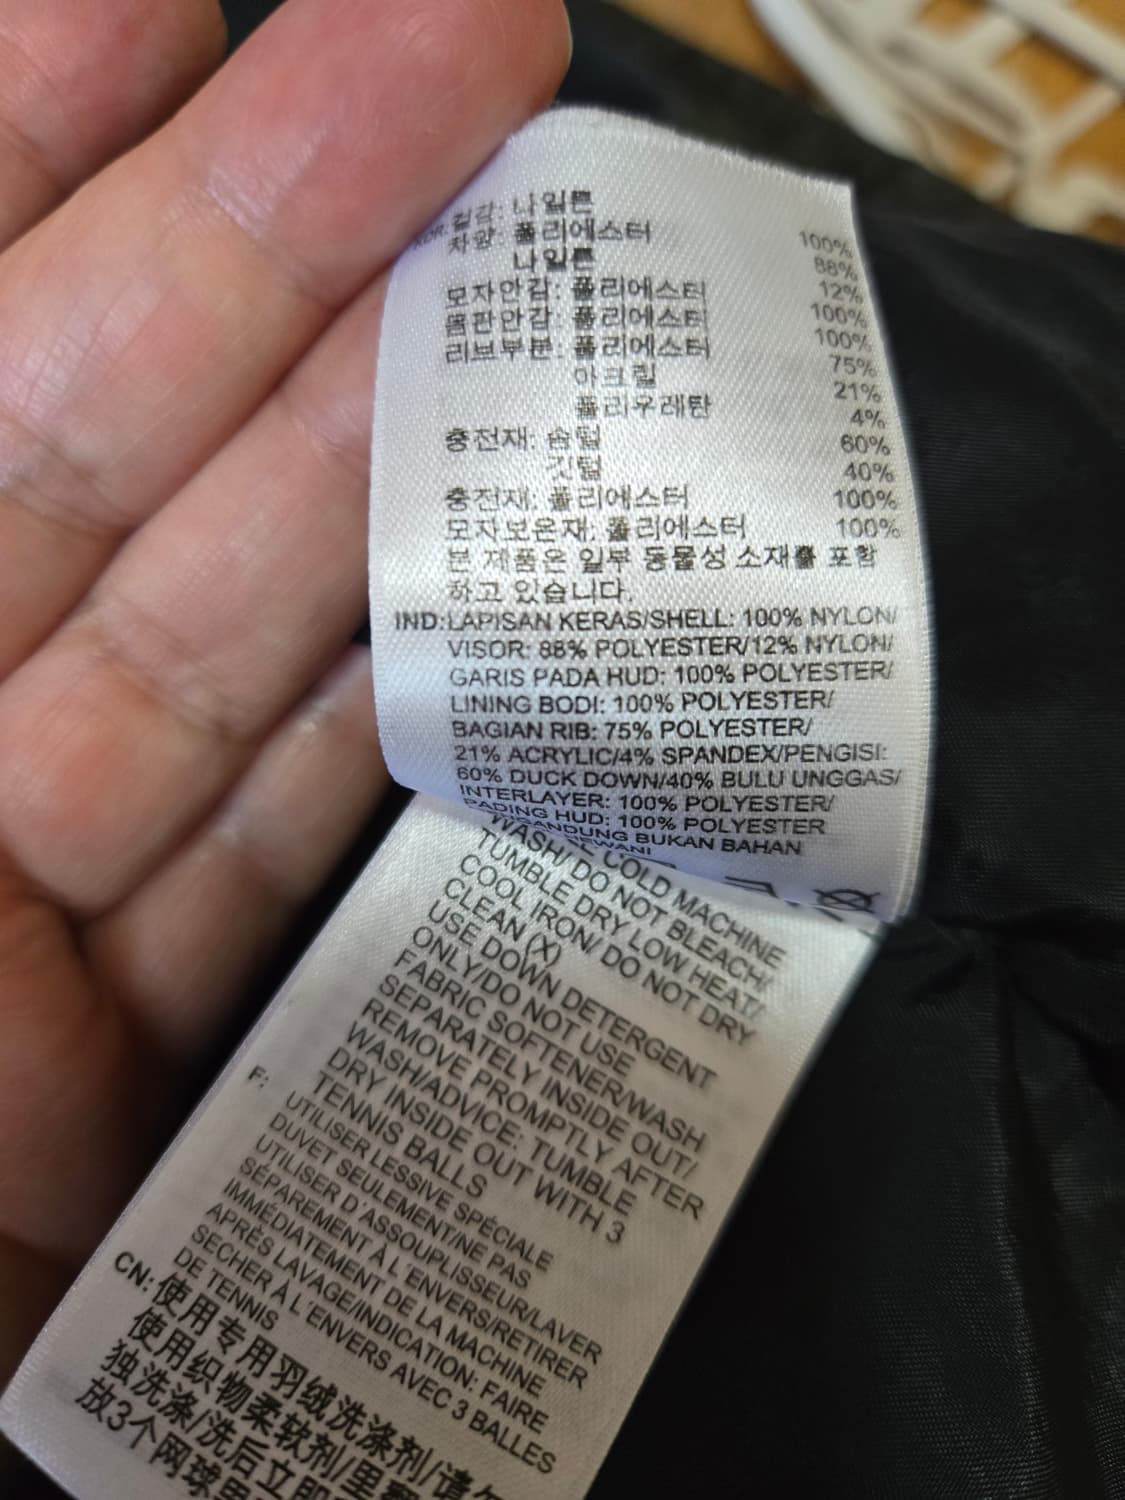 KOR: 겉감: 나일론 100%
차양: 폴리에스터 88%
나일론 12%
모자안감: 폴리에스터 100%
몸판안감: 폴리에스터 100%
리브부분: 폴리에스터 75%
아크릴 21%
폴리우레탄 4%
충전재: 솜털 60%
깃털 40%
충전재: 폴리에스터 100%
모자보온재: 폴리에스터 100%
본 제품은 일부 동물성 소재를 포함
하고 있습니다.
IND:LAPISAN KERAS/SHELL: 100% NYLON/
VISOR: 88% POLYESTER/12% NYLON/
GARIS PADA HUD: 100% POLYESTER/
LINING BODI: 100% POLYESTER/
BAGIAN RIB: 75% POLYESTER/
21% ACRYLIC/4% SPANDEX/PENGISI:
60% DUCK DOWN/40% BULU UNGGAS/
INTERLAYER: 100% POLYESTER/
PADING HUD: 100% POLYESTER
BUKAN BAHAN
HEWANI
COLD MACHINE
WASH/ DO NOT BLEACH/
TUMBLE DRY LOW HEAT/
COOL IRON/ DO NOT DRY
CLEAN (X)
USE DOWN DETERGENT
ONLY/DO NOT USE
FABRIC SOFTENER/WASH
SEPARATELY INSIDE OUT/
REMOVE PROMPTLY AFTER
WASH/ADVICE: TUMBLE
DRY INSIDE OUT WITH 3
TENNIS BALLS
F: UTILISER LESSIVE SPÉCIALE
DUVET SEULEMENT/NE PAS
UTILISER D'ASSOUPLISSEUR/LAVER
SÉPAREMENT À L'ENVERS/RETIRER
IMMÉDIATEMENT DE LA MACHINE
APRÈS LAVAGE/INDICATION: FAIRE
SECHER À L'ENVERS AVEC 3 BALLES
DE TENNIS
CN: 使用专用羽绒洗涤剂/请勿
使用织物柔软剂/里
独洗涤/洗后立即
放3个网球